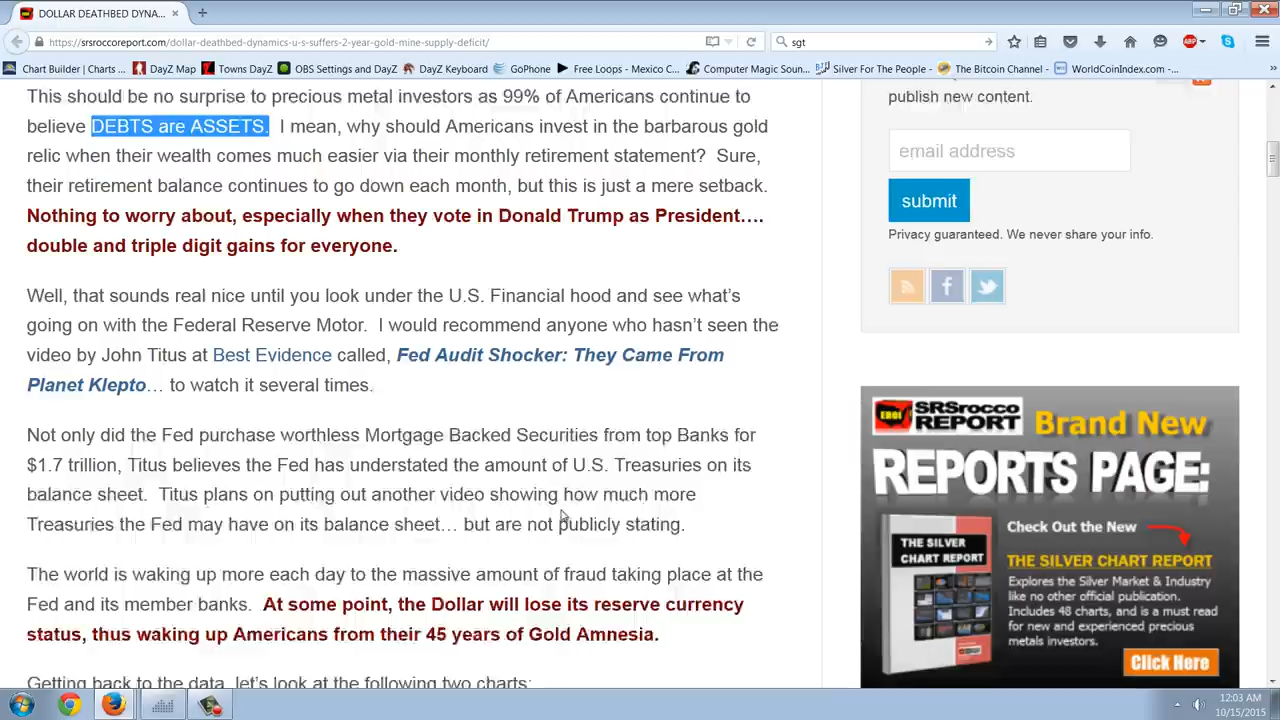 DOLLAR DEATHBED DYNA...
https://srsroccoreport.com/dollar-deathbed-dynamics-u-s-suffers-2-year-gold-mine-supply-deficit/
sgt
Chart Builder | Charts ...
DayZ Map
Towns DayZ
OBS Settings and DayZ
DayZ Keyboard
GoPhone
Free Loops - Mexico C...
Computer Magic Soun...
Silver For The People - ...
The Bitcoin Channel -
WorldCoinIndex.com - ...
This should be no surprise to precious metal investors as 99% of Americans continue to
believe DEBTS are ASSETS.  I mean, why should Americans invest in the barbarous gold
relic when their wealth comes much easier via their monthly retirement statement?  Sure,
their retirement balance continues to go down each month, but this is just a mere setback.
Nothing to worry about, especially when they vote in Donald Trump as President….
double and triple digit gains for everyone.
Well, that sounds real nice until you look under the U.S. Financial hood and see what's
going on with the Federal Reserve Motor.  I would recommend anyone who hasn't seen the
video by John Titus at Best Evidence called, Fed Audit Shocker: They Came From
Planet Klepto… to watch it several times.
Not only did the Fed purchase worthless Mortgage Backed Securities from top Banks for
$1.7 trillion, Titus believes the Fed has understated the amount of U.S. Treasuries on its
balance sheet.  Titus plans on putting out another video showing how much more
Treasuries the Fed may have on its balance sheet… but are not publicly stating.
The world is waking up more each day to the massive amount of fraud taking place at the
Fed and its member banks.  At some point, the Dollar will lose its reserve currency
status, thus waking up Americans from their 45 years of Gold Amnesia.
Getting back to the data, let's look at the following two charts:
publish new content.
email address
submit
Privacy guaranteed. We never share your info.
EROI
SRSrocco
REPORT
Brand New
REPORTS PAGE:
THE SILVER
CHART REPORT
Check Out the New
THE SILVER CHART REPORT
Explores the Silver Market & Industry
like no other official publication.
Includes 48 charts, and is a must read
for new and experienced precious
metals investors.
Click Here
12:03 AM
10/15/2015